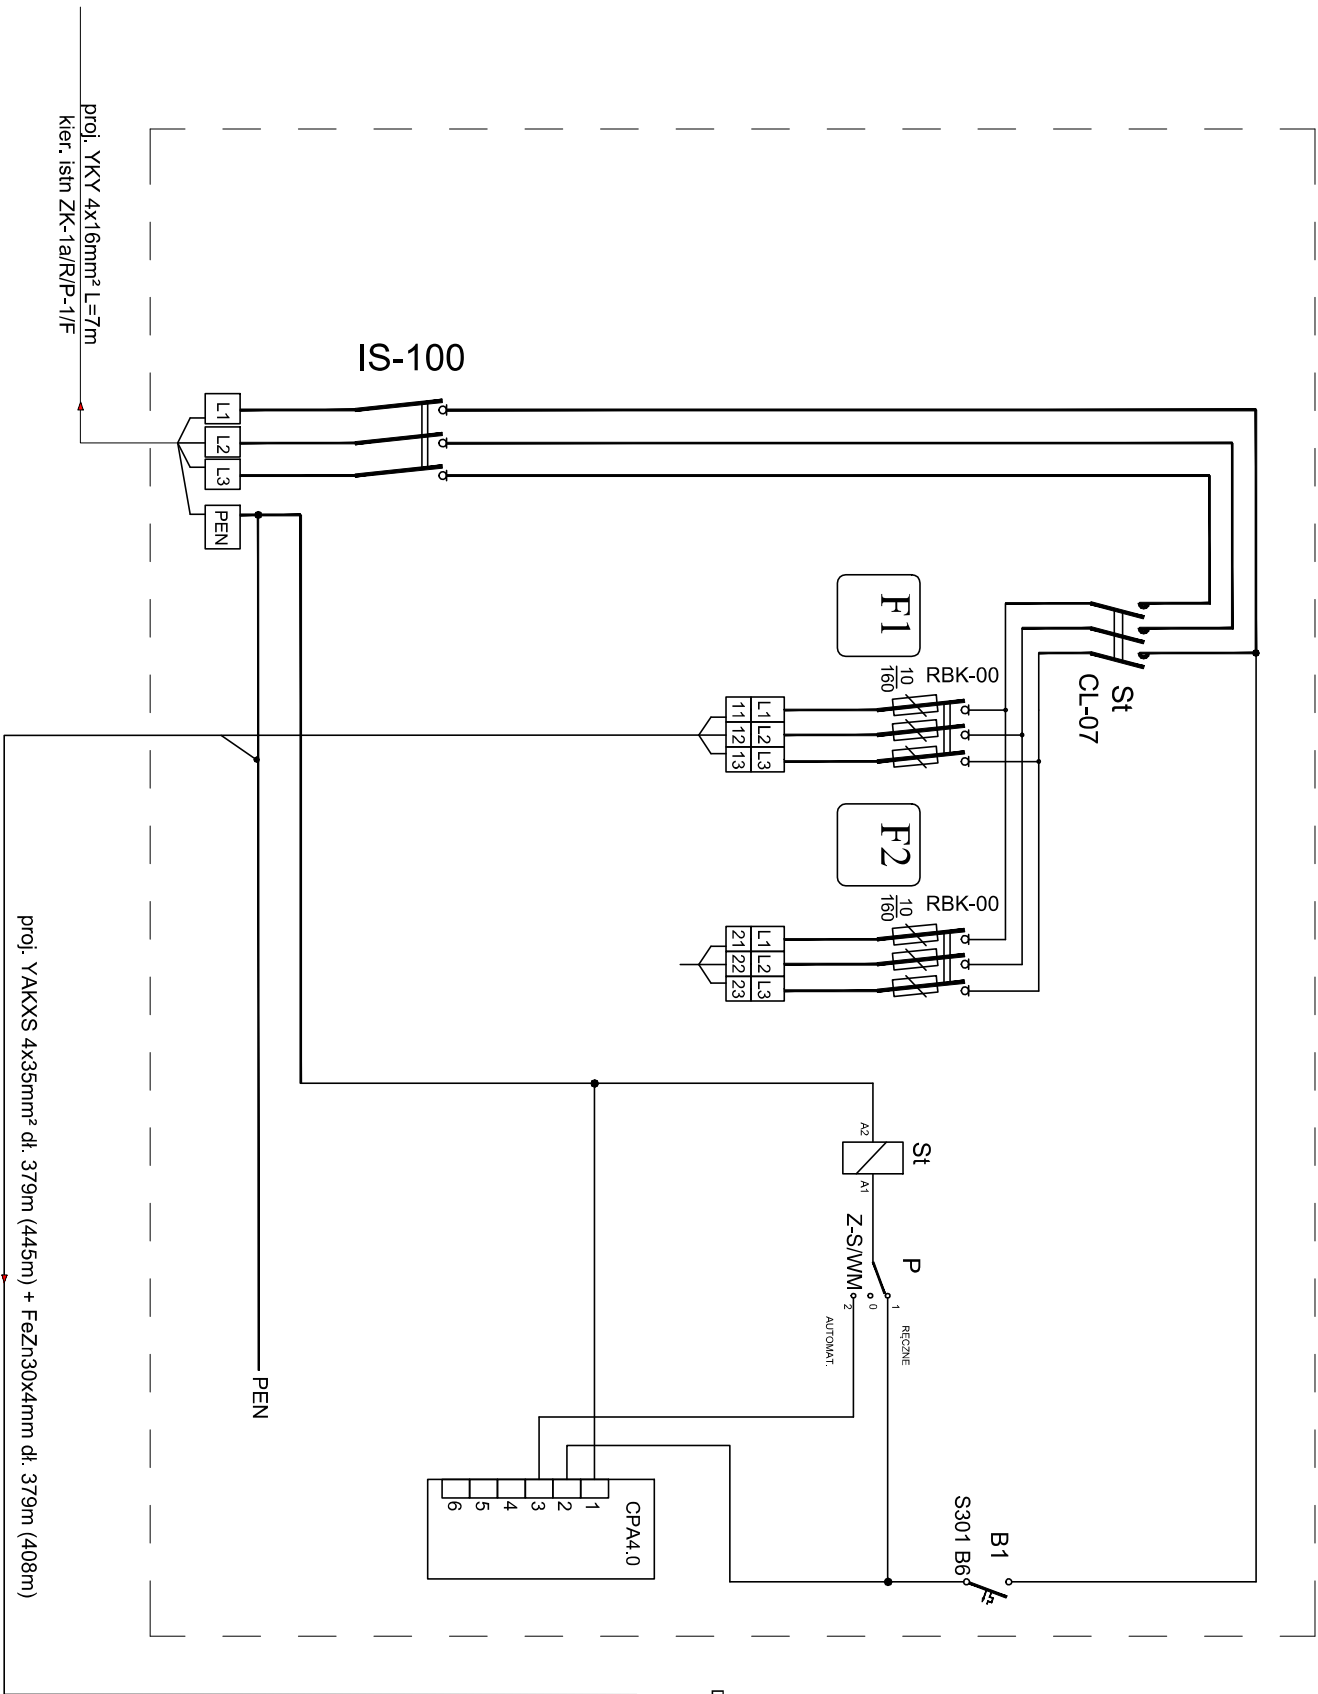 proj. YKY 4x16mm² L=7m
kier. istn ZK-1a/R/P-1/F
IS-100
L1
L2
L3
PEN
St
CL-07
F1
RBK-00
10
160
L1 L2 L3
11 12 13
F2
RBK-00
10
160
L1 L2 L3
21 22 23
St
A2
A1
P
Z-S/WM
1
0
2
RĘCZNE
AUTOMAT.
B1
S301 B6
CPA4.0
1
2
3
4
5
6
PEN
proj. YAKXS 4x35mm² dł. 379m (445m) + FeZn30x4mm dł. 379m (408m)